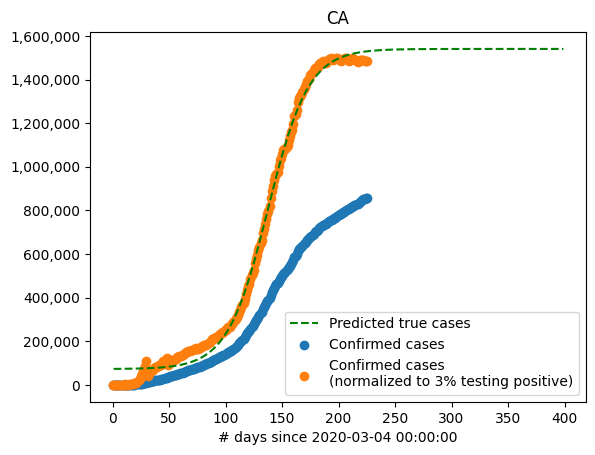 CA
1,600,000
1,400,000
1,200,000
1,000,000
800,000
600,000
400,000
200,000
0
Predicted true cases
Confirmed cases
Confirmed cases
(normalized to 3% testing positive)
0 50 100 150 200 250 300 350 400
# days since 2020-03-04 00:00:00